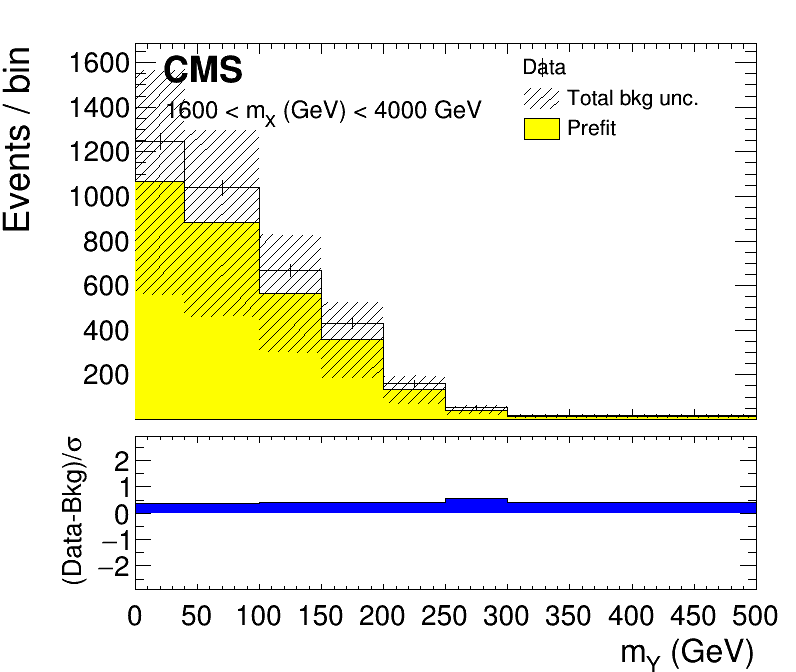 Events / bin
1600
1400
1200
1000
800
600
400
200
CMS
1600 < mX (GeV) < 4000 GeV
Data
Total bkg unc.
Prefit
(Data-Bkg)/σ
2
1
0
−1
−2
0 50 100 150 200 250 300 350 400 450 500
mY (GeV)